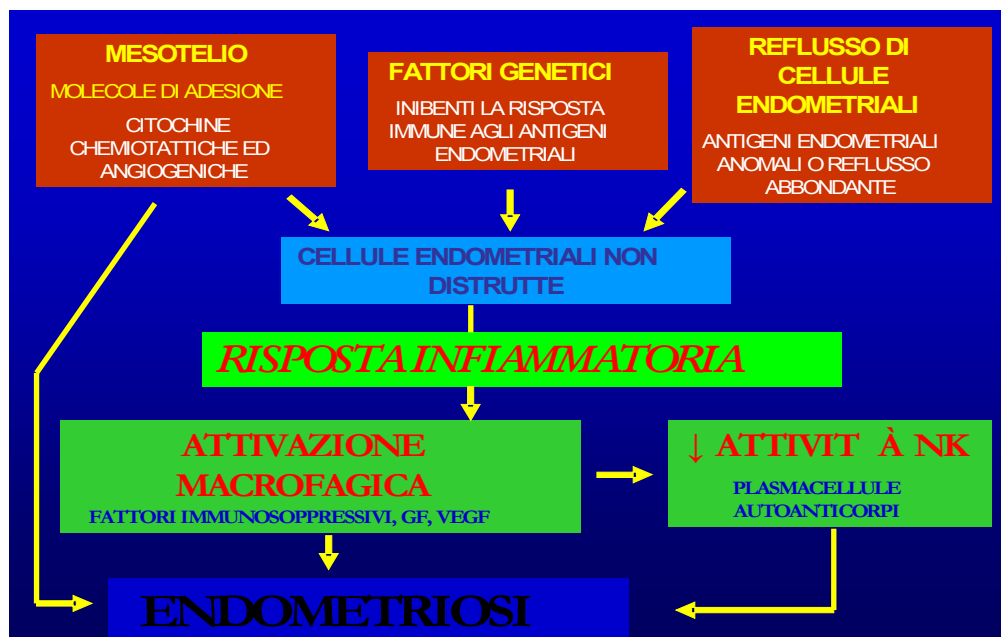 MESOTELIO
MOLECOLE DI ADESIONE
CITOCHINE
CHEMIOTATTICHE ED
ANGIOGENICHE
FATTORI GENETICI
INIBENTI LA RISPOSTA
IMMUNE AGLI ANTIGENI
ENDOMETRIALI
REFLUSSO DI
CELLULE
ENDOMETRIALI
ANTIGENI ENDOMETRIALI
ANOMALI O REFLUSSO
ABBONDANTE
CELLULE ENDOMETRIALI NON
DISTRUTTE
RISPOSTA INFIAMMATORIA
ATTIVAZIONE
MACROFAGICA
FATTORI IMMUNOSOPPRESSIVI, GF, VEGF
↓ ATTIVIT À NK
PLASMACELLULE
AUTOANTICORPI
ENDOMETRIOSI